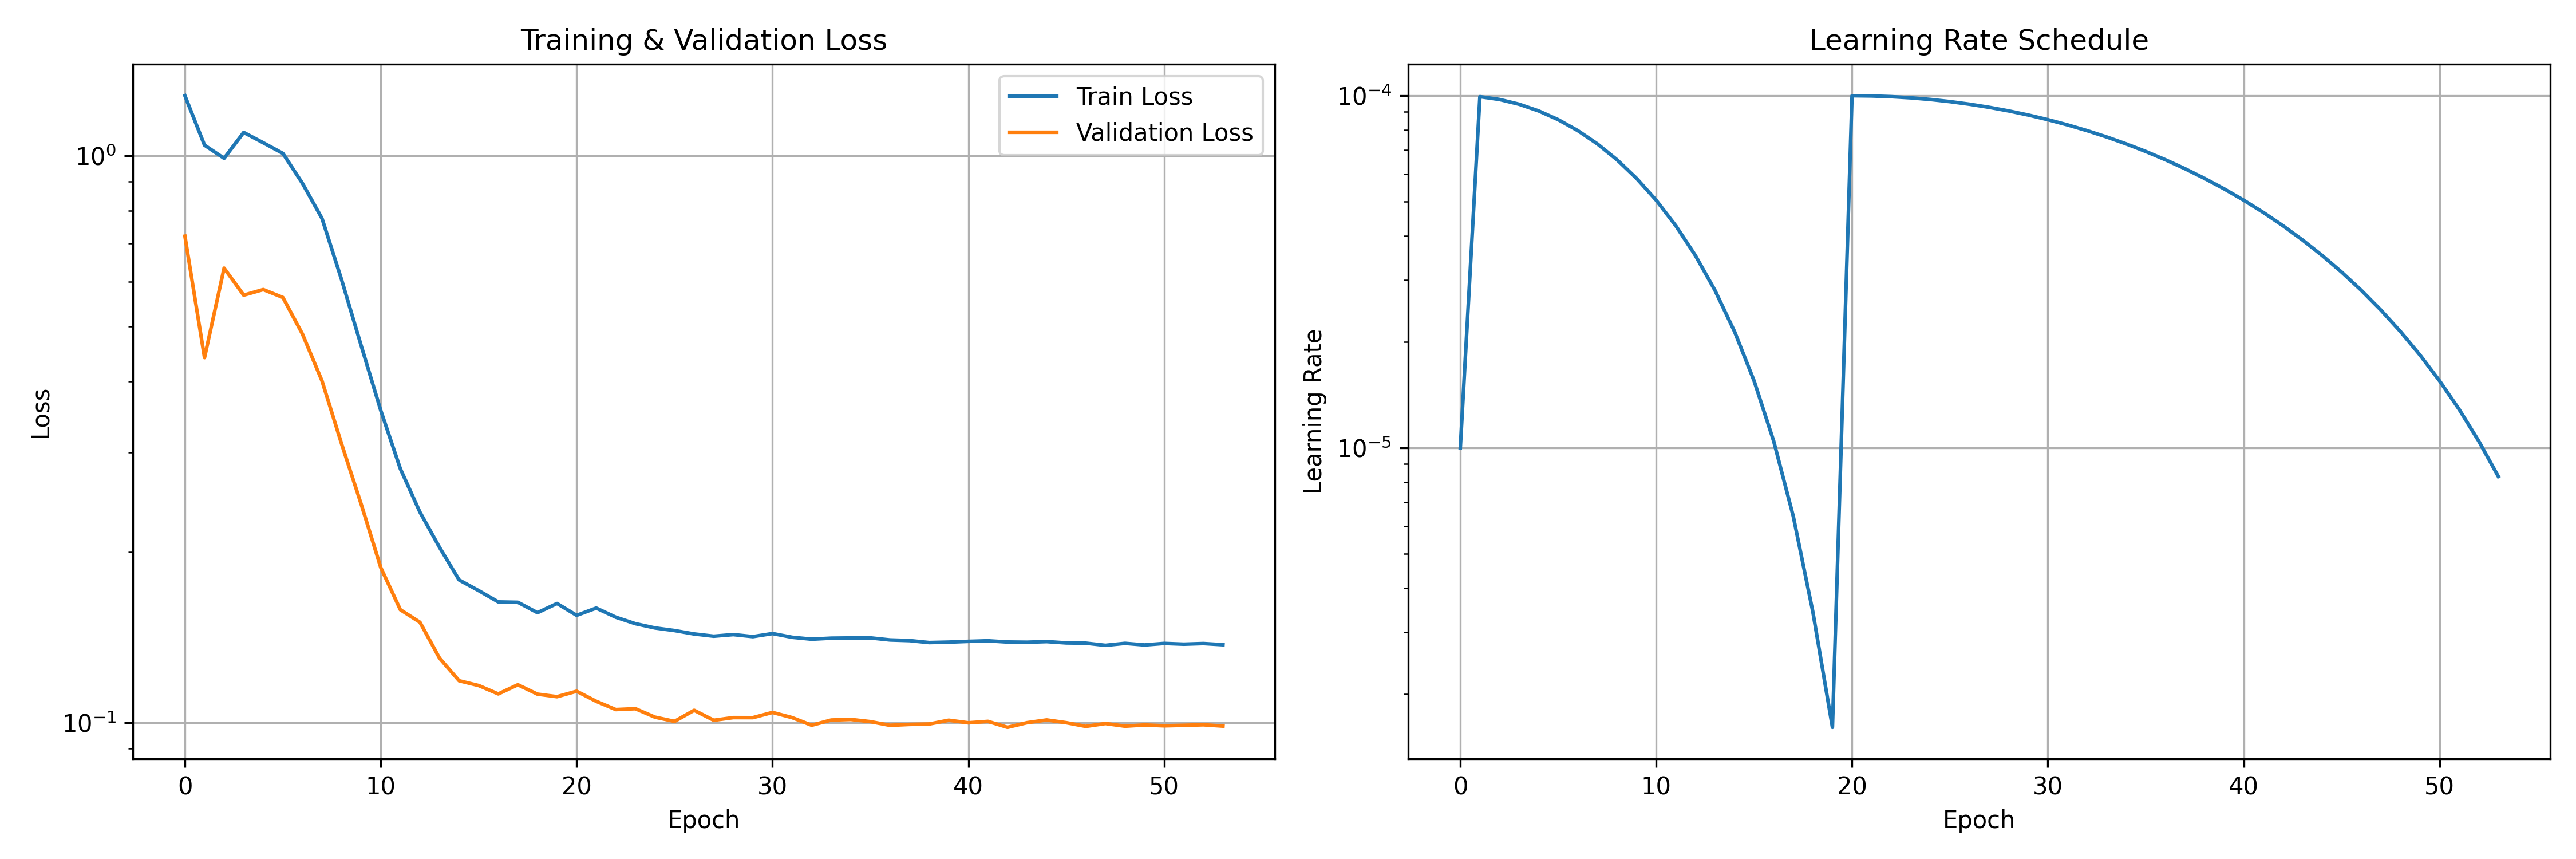 Training & Validation Loss
Train Loss
Validation Loss
10⁰
10⁻¹
Loss
0 10 20 30 40 50
Epoch
Learning Rate Schedule
10⁻⁴
10⁻⁵
Learning Rate
0 10 20 30 40 50
Epoch